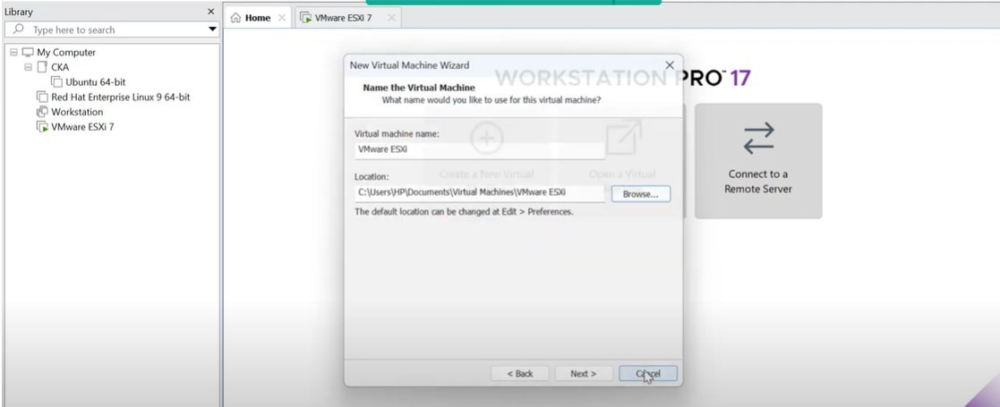 Library
Type here to search
My Computer
CKA
Ubuntu 64-bit
Red Hat Enterprise Linux 9 64-bit
Workstation
VMware ESXi 7
Home
VMware ESXi 7
WORKSTATION PRO™ 17
New Virtual Machine Wizard
Name the Virtual Machine
What name would you like to use for this virtual machine?
Virtual machine name:
VMware ESXi
Create a New Virtual
Open a Virtual
Location:
C:\Users\HP\Documents\Virtual Machines\VMware ESXi
Browse...
The default location can be changed at Edit > Preferences.
Connect to a
Remote Server
< Back
Next >
Cancel